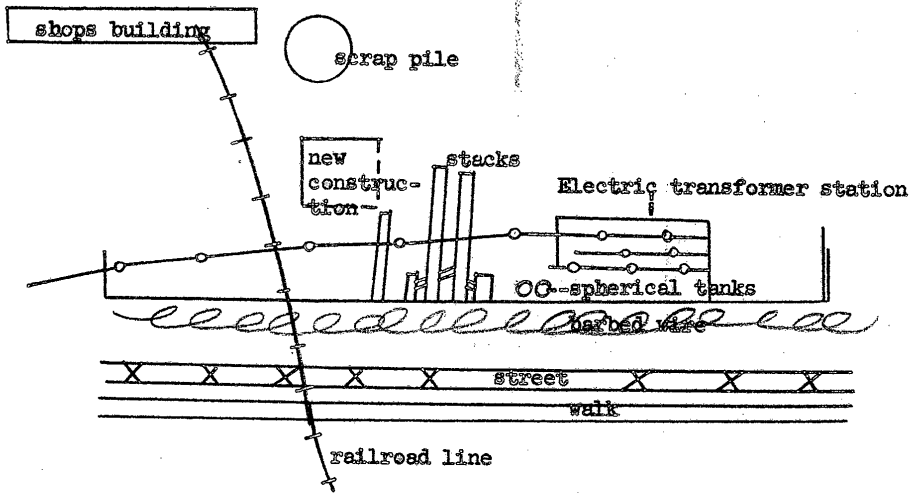 shops building
scrap pile
new
construc-
tion
stacks
Electric transformer station
spherical tanks
barbed wire
street
walk
railroad line